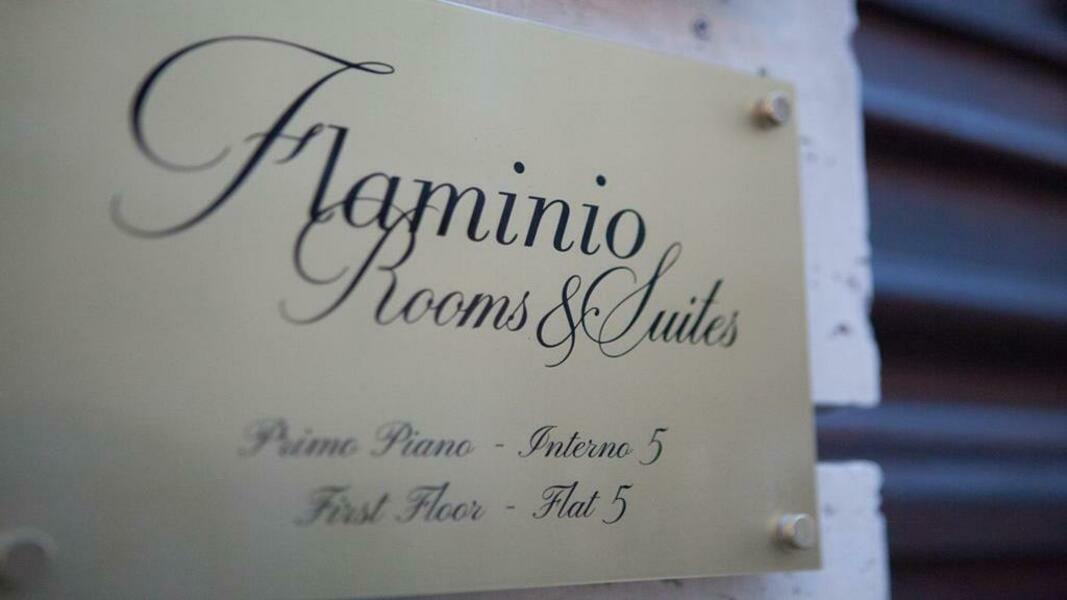 Flaminio
Rooms & Suites
Primo Piano - Interno 5
First Floor - Flat 5